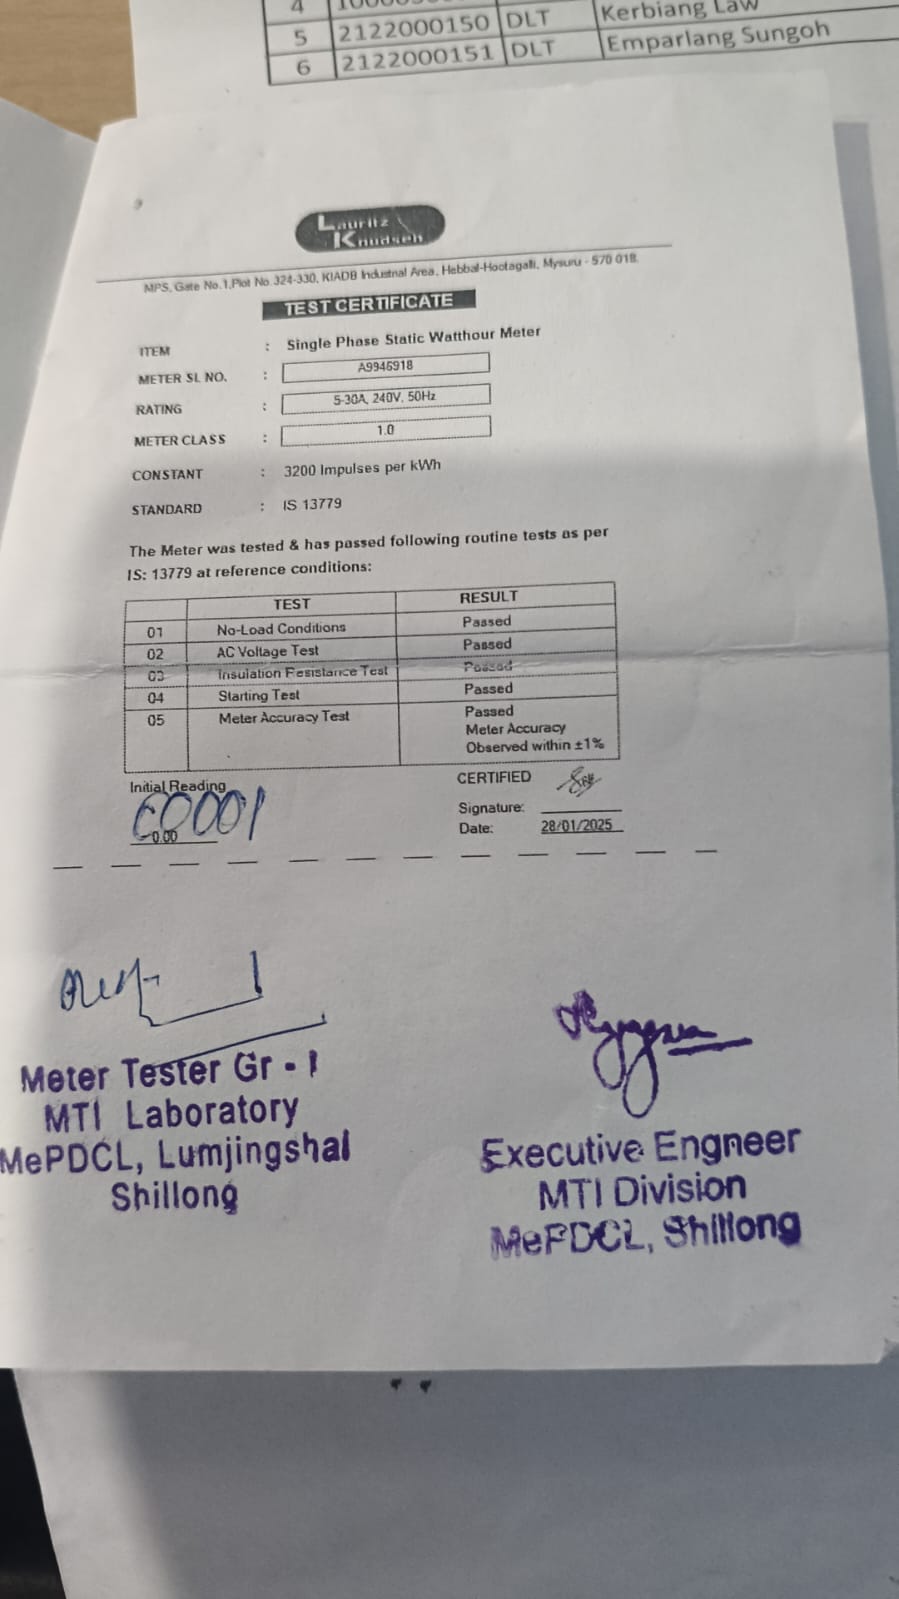 4
5 2122000150 DLT Kerbiang Law
6 2122000151 DLT Emparlang Sungoh
Lauritz
Knudsen
MPS, Gate No.1,Plot No.324-330, KIADB Industrial Area, Hebbal-Hootagalli, Mysuru - 570 018.
TEST CERTIFICATE
ITEM : Single Phase Static Watthour Meter
METER SL NO. : A9946918
RATING : 5-30A, 240V, 50Hz
METER CLASS : 1.0
CONSTANT : 3200 Impulses per kWh
STANDARD : IS 13779
The Meter was tested & has passed following routine tests as per
IS: 13779 at reference conditions:
TEST RESULT
01 No-Load Conditions Passed
02 AC Voltage Test Passed
03 Insulation Resistance Test Passed
04 Starting Test Passed
05 Meter Accuracy Test Passed
Meter Accuracy
Observed within ±1%
Initial Reading
00001
0.00
CERTIFIED
Signature:
Date: 28/01/2025
Meter Tester Gr - I
MTI Laboratory
MePDCL, Lumjingshai
Shillong
Executive Engneer
MTI Division
MePDCL, Shillong